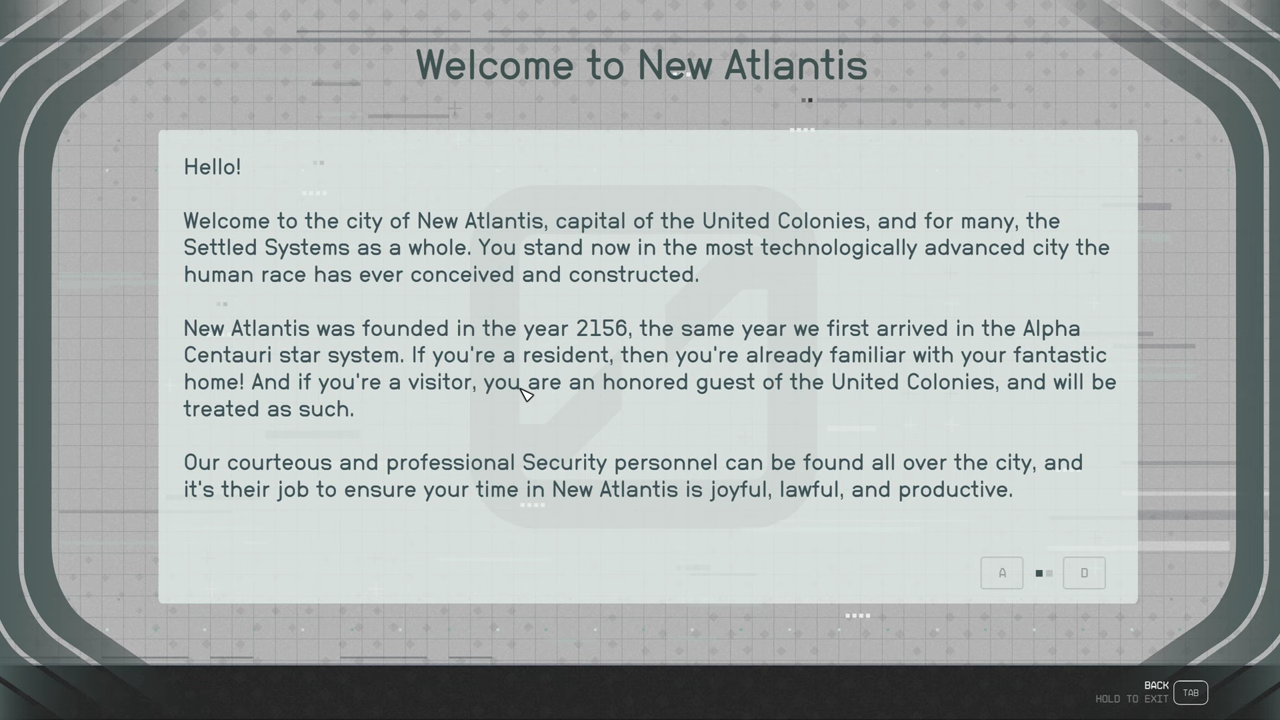 Welcome to New Atlantis
Hello!
Welcome to the city of New Atlantis, capital of the United Colonies, and for many, the
Settled Systems as a whole. You stand now in the most technologically advanced city the
human race has ever conceived and constructed.
New Atlantis was founded in the year 2156, the same year we first arrived in the Alpha
Centauri star system. If you're a resident, then you're already familiar with your fantastic
home! And if you're a visitor, you are an honored guest of the United Colonies, and will be
treated as such.
Our courteous and professional Security personnel can be found all over the city, and
it's their job to ensure your time in New Atlantis is joyful, lawful, and productive.
A D
BACK
HOLD TO EXIT TAB